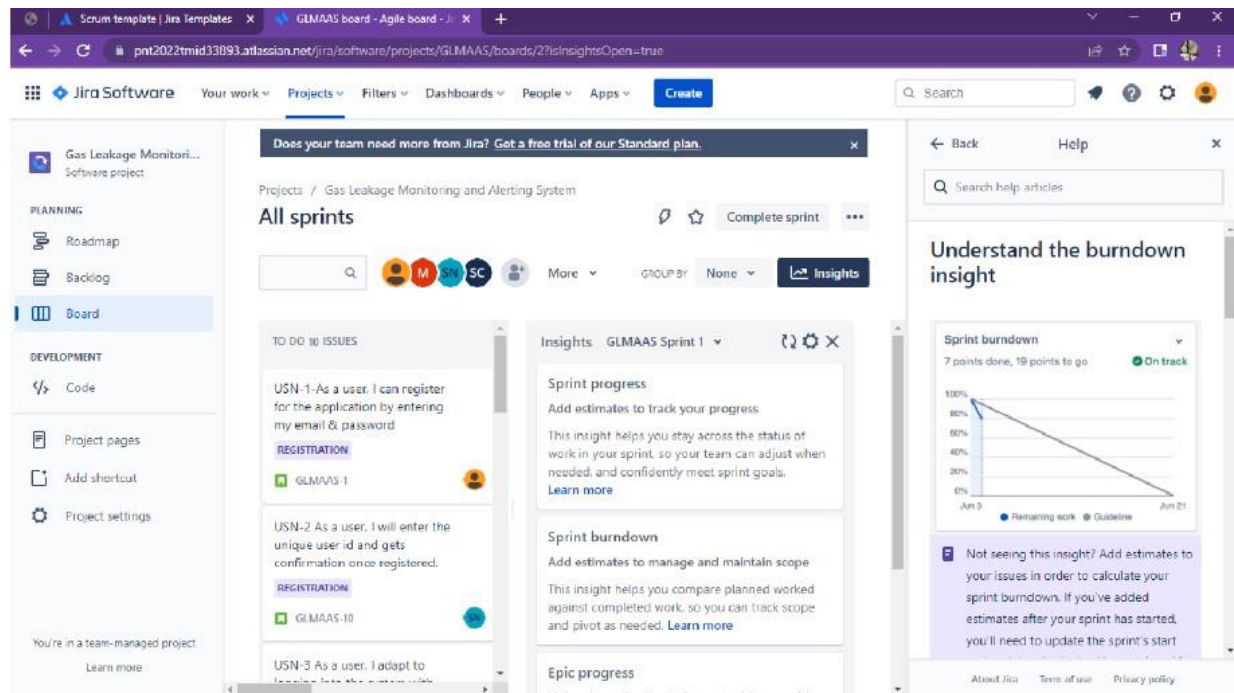 Scrum template | Jira Templates
GLMAAS board - Agile board - Ji
pnt2022tmid33893.atlassian.net/jira/software/projects/GLMAAS/boards/2?isInsightsOpen=true
Jira Software
Your work
Projects
Filters
Dashboards
People
Apps
Create
Search
Gas Leakage Monitori...
Software project
PLANNING
Roadmap
Backlog
Board
DEVELOPMENT
Code
Project pages
Add shortcut
Project settings
You're in a team-managed project
Learn more
Does your team need more from Jira? Get a free trial of our Standard plan.
Projects / Gas Leakage Monitoring and Alerting System
All sprints
Complete sprint
M
SN
SC
More
GROUP BY
None
Insights
TO DO 10 ISSUES
USN-1-As a user, I can register
for the application by entering
my email & password
REGISTRATION
GLMAAS-1
USN-2 As a user, I will enter the
unique user id and gets
confirmation once registered.
REGISTRATION
GLMAAS-10
SN
USN-3 As a user, I adapt to
logging into the system with
Insights GLMAAS Sprint 1
Sprint progress
Add estimates to track your progress
This insight helps you stay across the status of
work in your sprint, so your team can adjust when
needed, and confidently meet sprint goals.
Learn more
Sprint burndown
Add estimates to manage and maintain scope
This insight helps you compare planned worked
against completed work, so you can track scope
and pivot as needed. Learn more
Epic progress
Back
Help
Search help articles
Understand the burndown
insight
Sprint burndown
7 points done, 19 points to go
On track
100%
80%
60%
40%
20%
0%
Jun 3
Jun 21
Remaining work
Guideline
Not seeing this insight? Add estimates to
your issues in order to calculate your
sprint burndown. If you've added
estimates after your sprint has started,
you'll need to update the sprint's start
About Jira
Term of use
Privacy policy